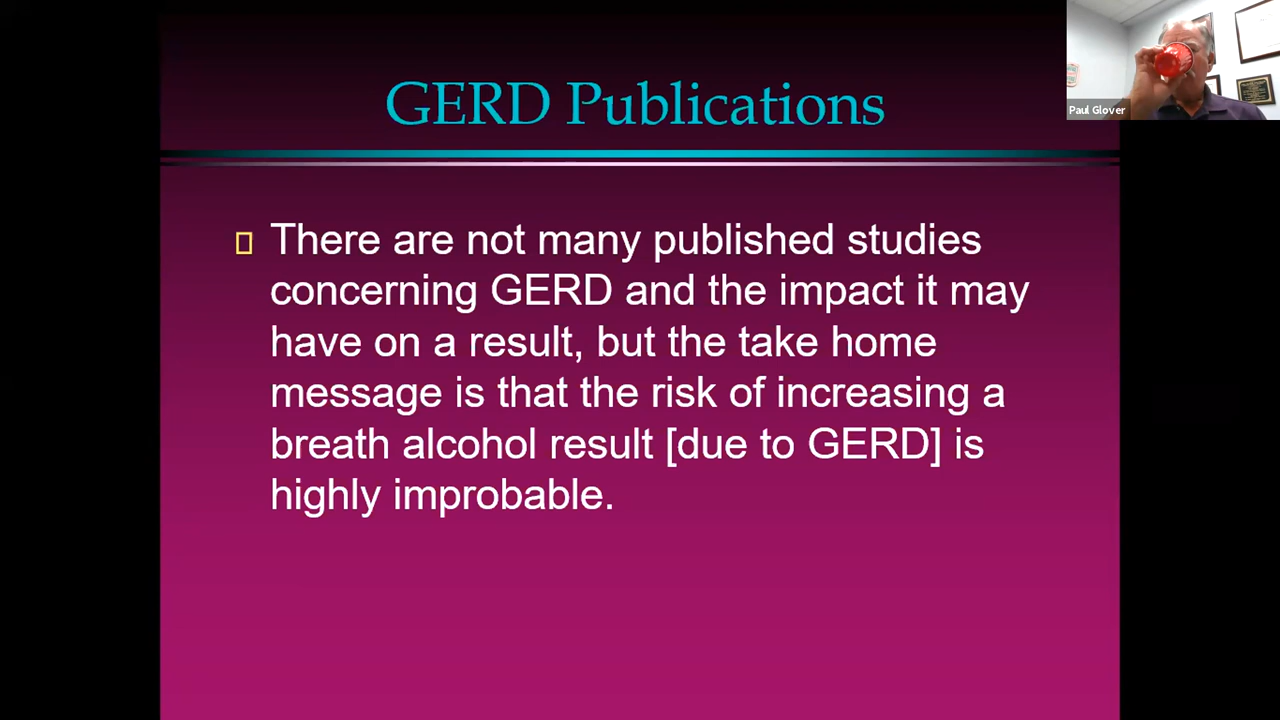 GERD Publications
Paul Glover
There are not many published studies
concerning GERD and the impact it may
have on a result, but the take home
message is that the risk of increasing a
breath alcohol result [due to GERD] is
highly improbable.